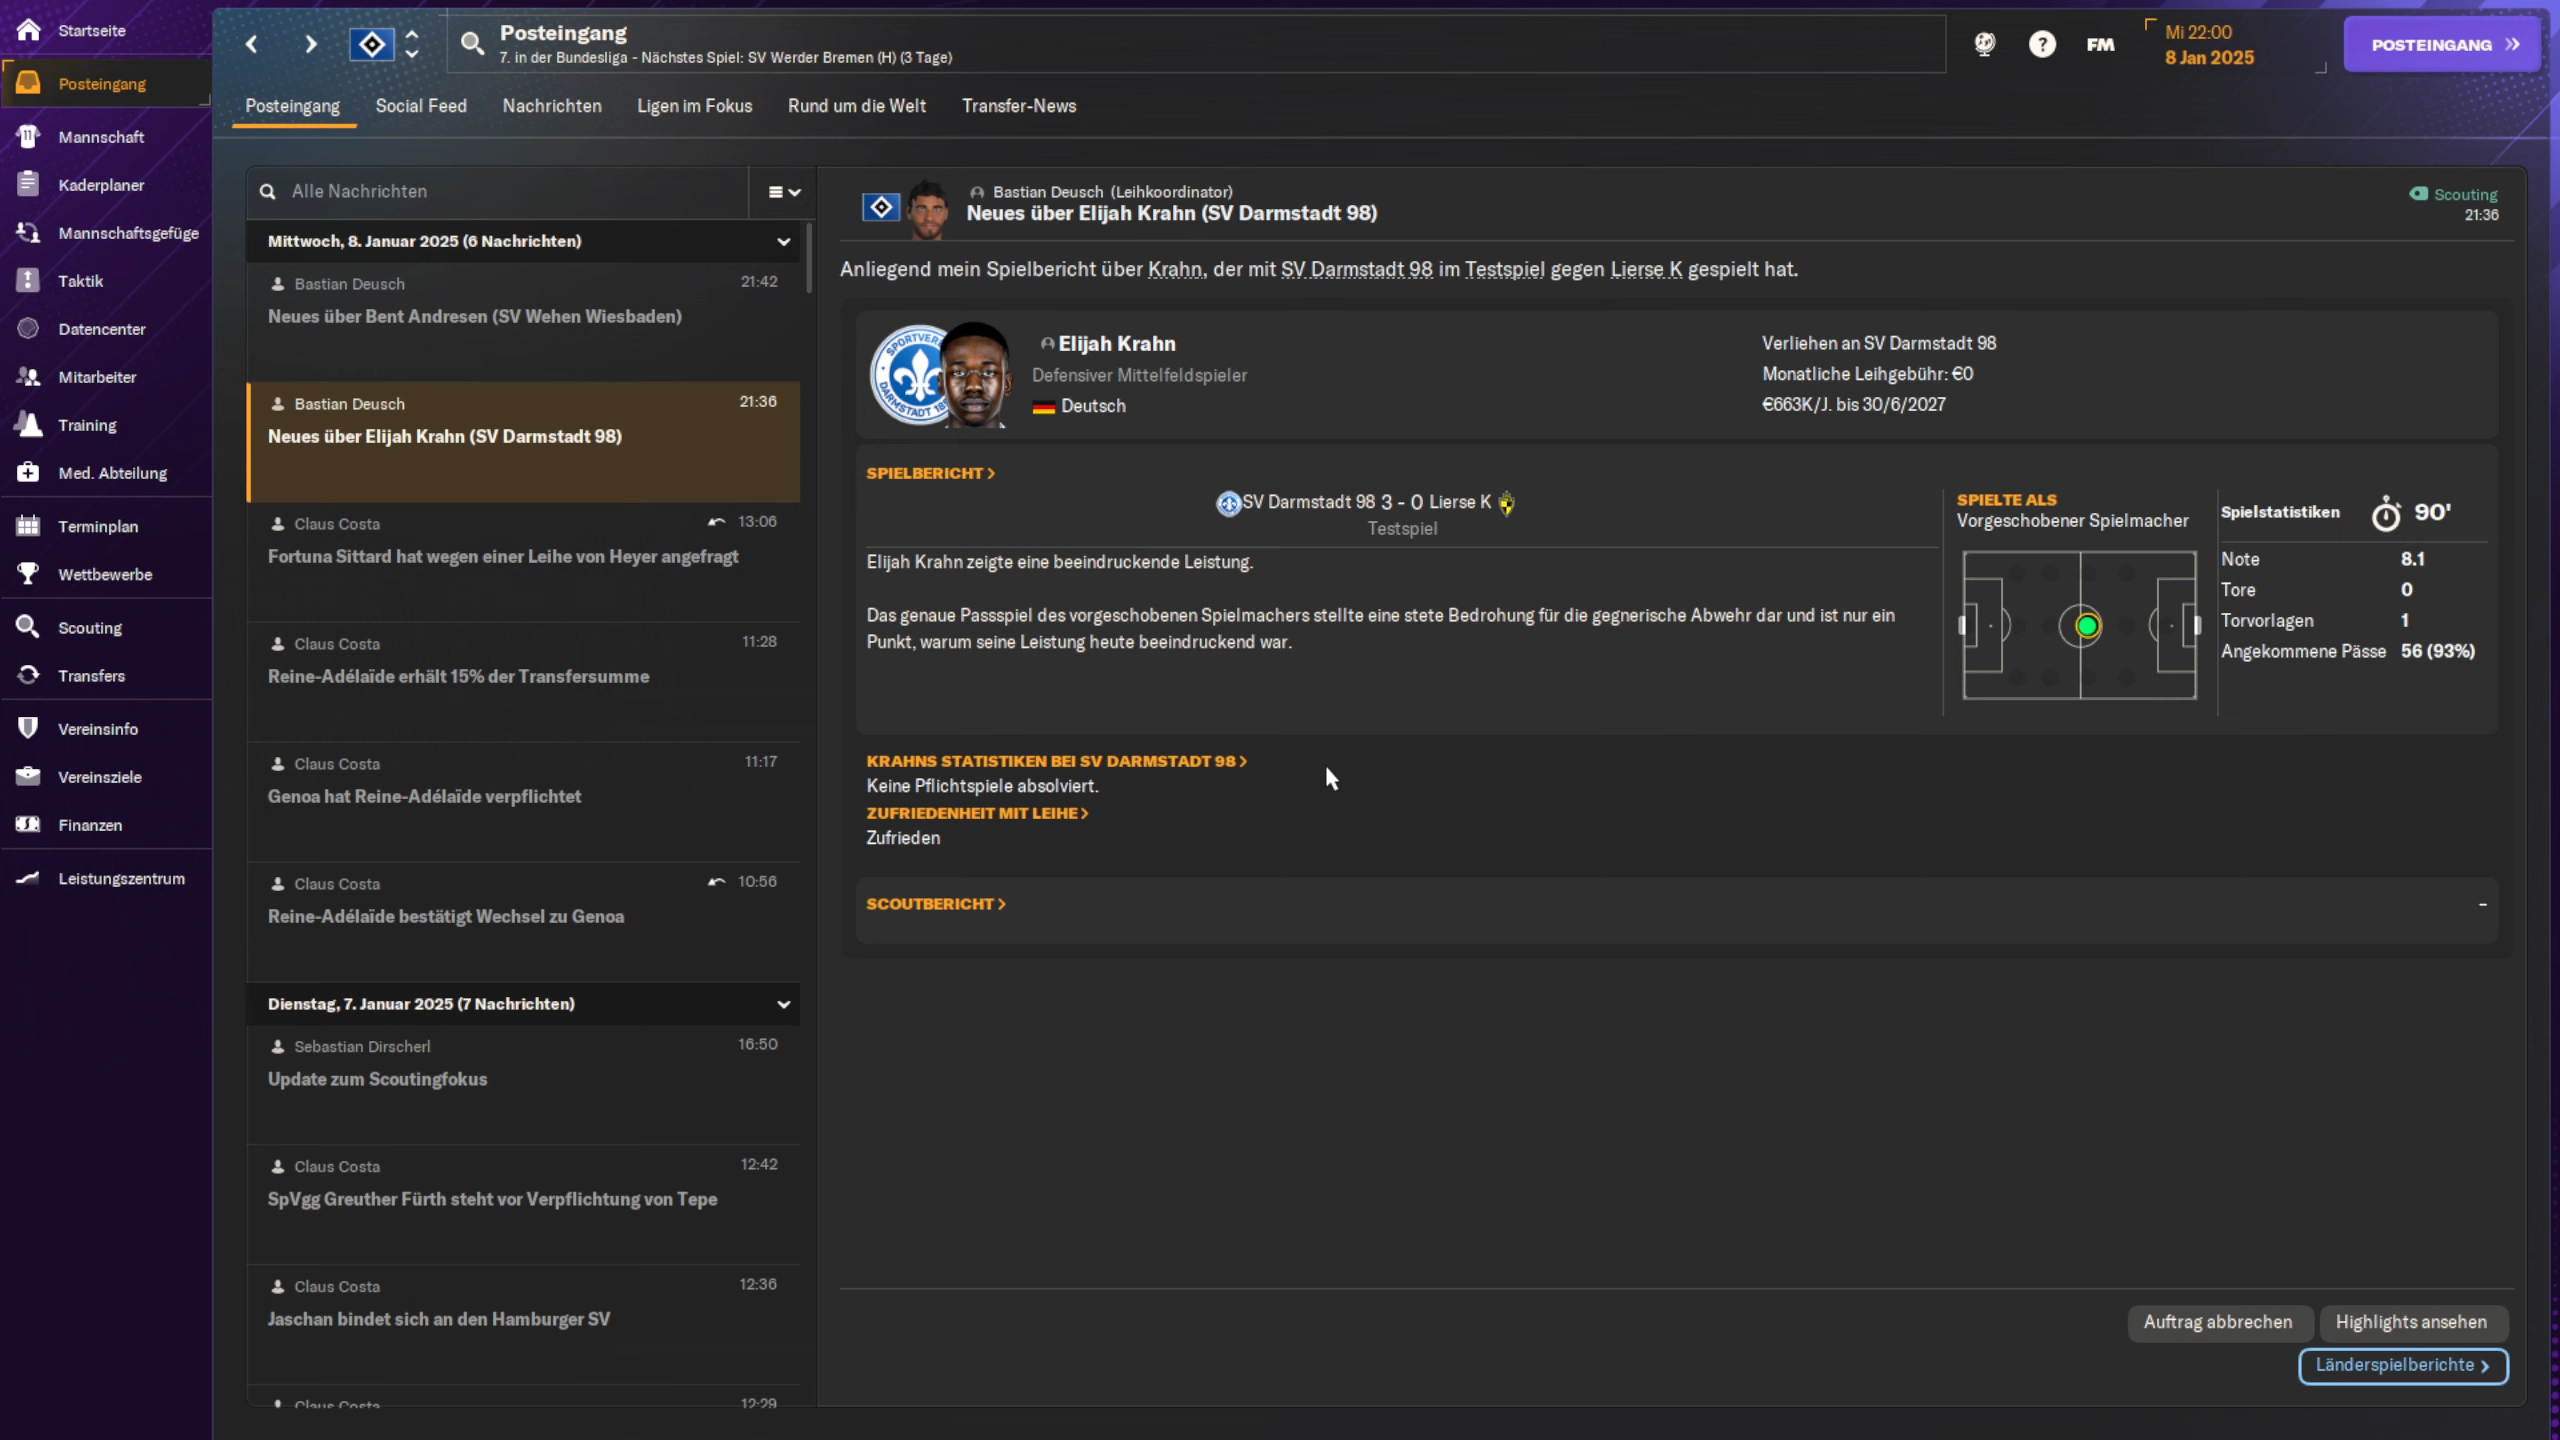 Startseite
Posteingang
Mannschaft
Kaderplaner
Mannschaftsgefüge
Taktik
Datencenter
Mitarbeiter
Training
Med. Abteilung
Terminplan
Wettbewerbe
Scouting
Transfers
Vereinsinfo
Vereinsziele
Finanzen
Leistungszentrum
Posteingang
7. in der Bundesliga - Nächstes Spiel: SV Werder Bremen (H) (3 Tage)
FM
Mi 22:00
8 Jan 2025
POSTEINGANG
Posteingang Social Feed Nachrichten Ligen im Fokus Rund um die Welt Transfer-News
Alle Nachrichten
Mittwoch, 8. Januar 2025 (6 Nachrichten)
Bastian Deusch 21:42
Neues über Bent Andresen (SV Wehen Wiesbaden)
Bastian Deusch 21:36
Neues über Elijah Krahn (SV Darmstadt 98)
Claus Costa 13:06
Fortuna Sittard hat wegen einer Leihe von Heyer angefragt
Claus Costa 11:28
Reine-Adélaïde erhält 15% der Transfersumme
Claus Costa 11:17
Genoa hat Reine-Adélaïde verpflichtet
Claus Costa 10:56
Reine-Adélaïde bestätigt Wechsel zu Genoa
Dienstag, 7. Januar 2025 (7 Nachrichten)
Sebastian Dirscherl 16:50
Update zum Scoutingfokus
Claus Costa 12:42
SpVgg Greuther Fürth steht vor Verpflichtung von Tepe
Claus Costa 12:36
Jaschan bindet sich an den Hamburger SV
Claus Costa 12:29
Bastian Deusch (Leihkoordinator)
Neues über Elijah Krahn (SV Darmstadt 98)
Scouting
21:36
Anliegend mein Spielbericht über Krahn, der mit SV Darmstadt 98 im Testspiel gegen Lierse K gespielt hat.
Elijah Krahn
Defensiver Mittelfeldspieler
Deutsch
Verliehen an SV Darmstadt 98
Monatliche Leihgebühr: €0
€663K/J. bis 30/6/2027
SPIELBERICHT
SV Darmstadt 98 3 - 0 Lierse K
Testspiel
Elijah Krahn zeigte eine beeindruckende Leistung.
Das genaue Passspiel des vorgeschobenen Spielmachers stellte eine stete Bedrohung für die gegnerische Abwehr dar und ist nur ein
Punkt, warum seine Leistung heute beeindruckend war.
SPIELTE ALS
Vorgeschobener Spielmacher
Spielstatistiken 90'
Note 8.1
Tore 0
Torvorlagen 1
Angekommene Pässe 56 (93%)
KRAHNS STATISTIKEN BEI SV DARMSTADT 98
Keine Pflichtspiele absolviert.
ZUFRIEDENHEIT MIT LEIHE
Zufrieden
SCOUTBERICHT -
Auftrag abbrechen
Highlights ansehen
Länderspielberichte